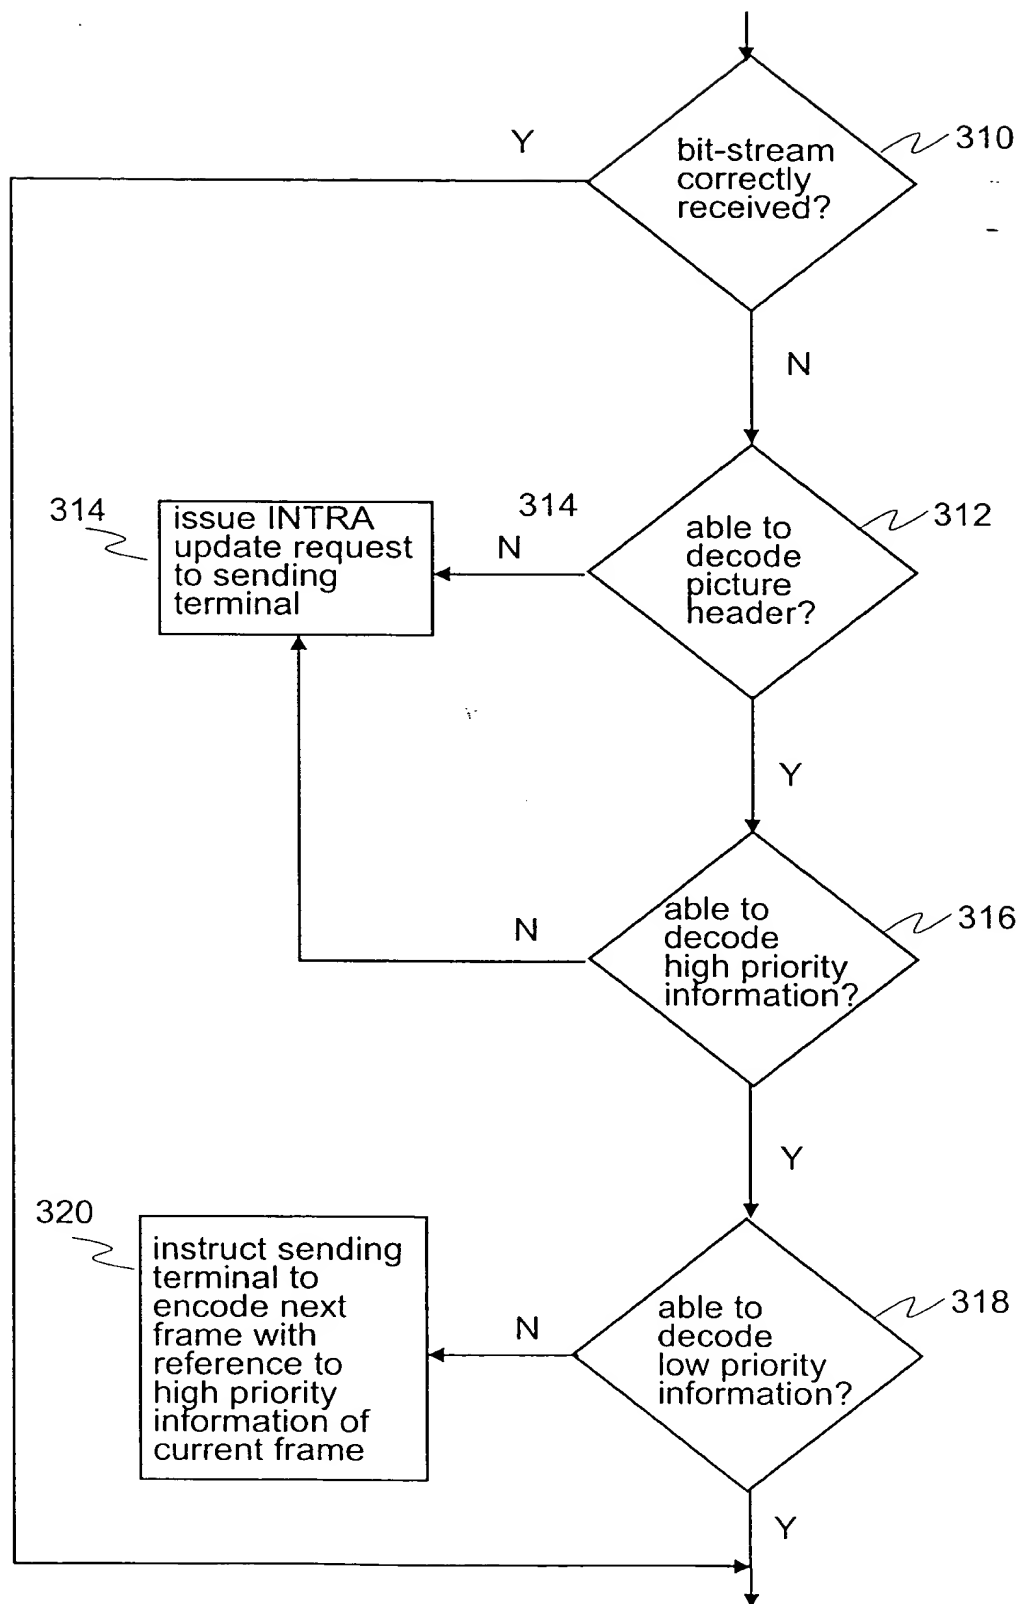 Y
bit-stream
correctly
received?
310
N
314
issue INTRA
update request
to sending
terminal
314
N
able to
decode
picture
header?
312
Y
N
able to
decode
high priority
information?
316
Y
320
instruct sending
terminal to
encode next
frame with
reference to
high priority
information of
current frame
N
able to
decode
low priority
information?
318
Y